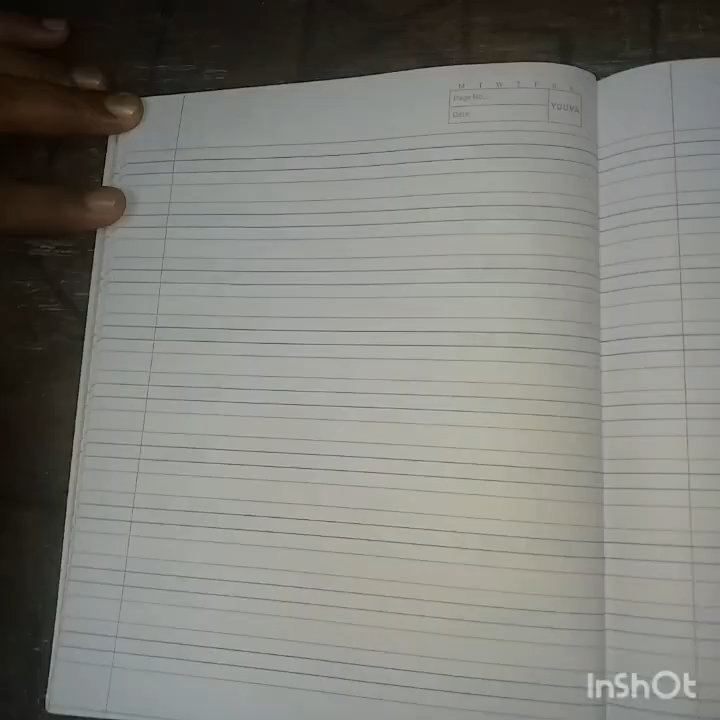 M T W T F S S
Page No.:
Date:
YOUVA
InShOt